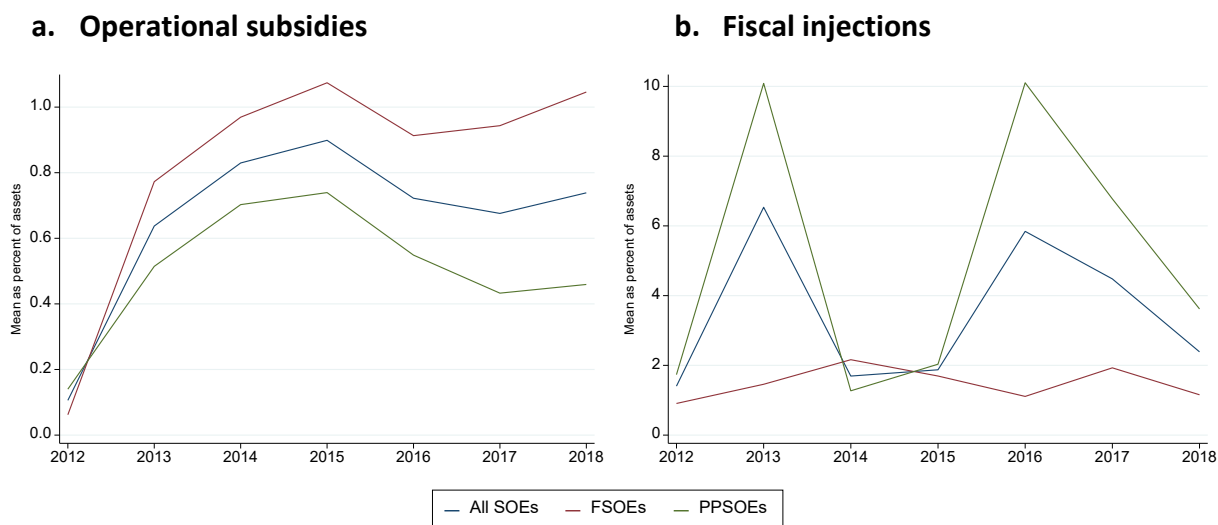 a. Operational subsidies
Mean as percent of assets
1.0
0.8
0.6
0.4
0.2
0.0
2012 2013 2014 2015 2016 2017 2018
b. Fiscal injections
Mean as percent of assets
10
8
6
4
2
0
2012 2013 2014 2015 2016 2017 2018
All SOEs FSOEs PPSOEs